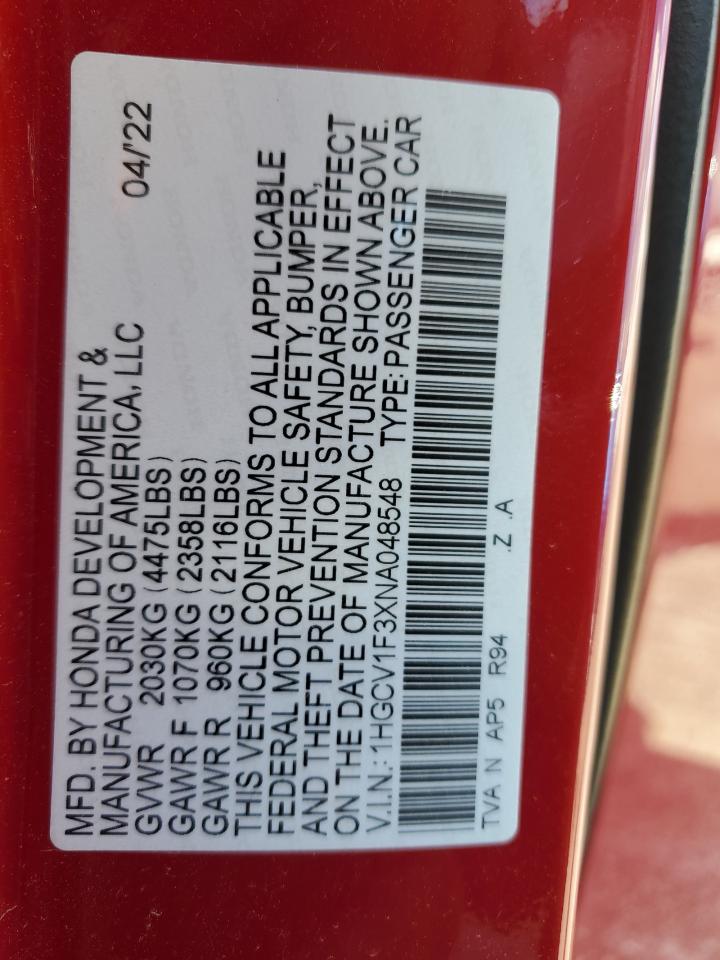 MFD. BY HONDA DEVELOPMENT &
MANUFACTURING OF AMERICA, LLC 04/'22
GVWR 2030KG (4475LBS)
GAWR F 1070KG (2358LBS)
GAWR R 960KG (2116LBS)
THIS VEHICLE CONFORMS TO ALL APPLICABLE
FEDERAL MOTOR VEHICLE SAFETY, BUMPER,
AND THEFT PREVENTION STANDARDS IN EFFECT
ON THE DATE OF MANUFACTURE SHOWN ABOVE.
V.I.N.: 1HGCV1F3XNA048548 TYPE: PASSENGER CAR
TVA N AP5 R94 .Z .A